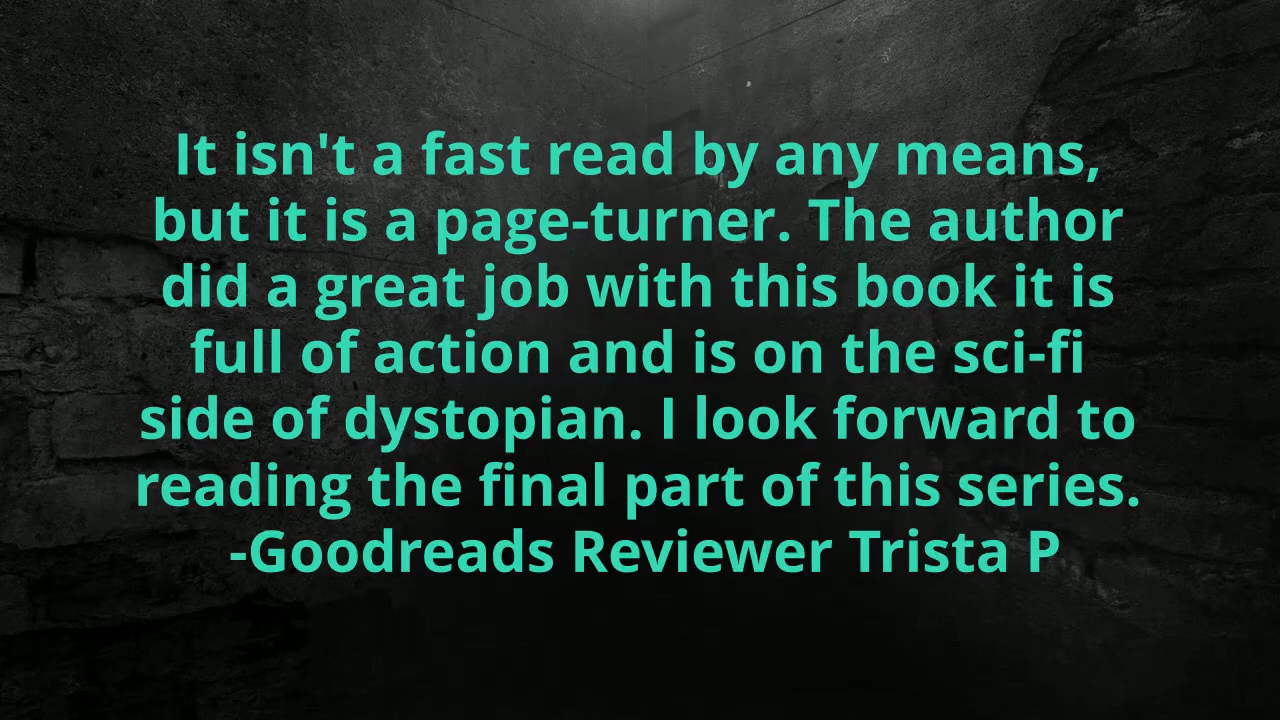 It isn't a fast read by any means,
but it is a page-turner. The author
did a great job with this book it is
full of action and is on the sci-fi
side of dystopian. I look forward to
reading the final part of this series.
-Goodreads Reviewer Trista P